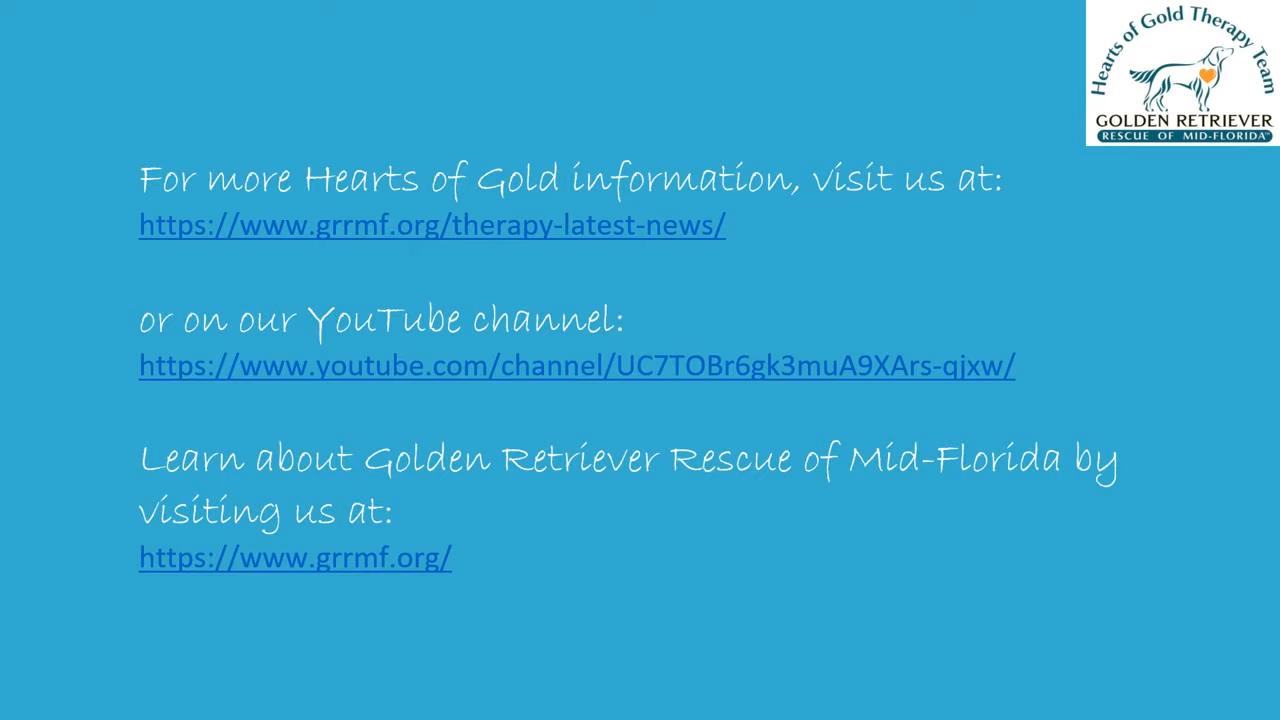 Hearts of Gold Therapy Team
GOLDEN RETRIEVER
RESCUE OF MID-FLORIDA™
For more Hearts of Gold information, visit us at:
https://www.grrmf.org/therapy-latest-news/
or on our YouTube channel:
https://www.youtube.com/channel/UC7TOBr6gk3muA9XArs-qjxw/
Learn about Golden Retriever Rescue of Mid-Florida by
visiting us at:
https://www.grrmf.org/